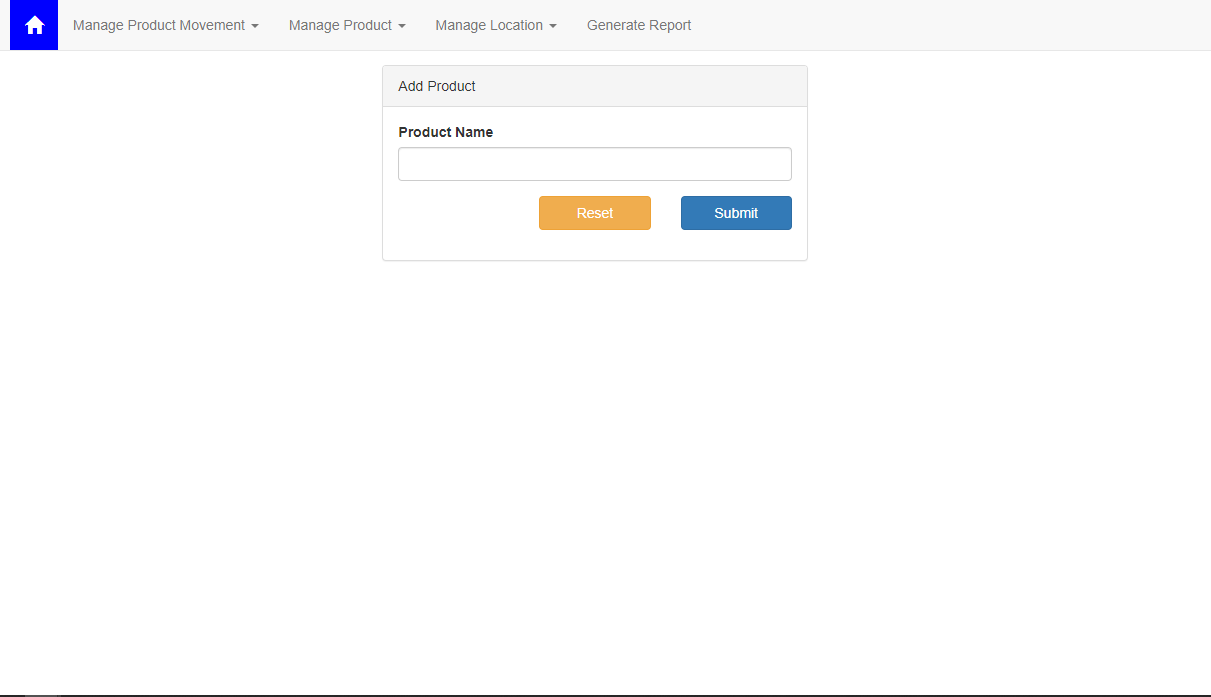 Manage Product Movement Manage Product Manage Location Generate Report
Add Product
Product Name
Reset Submit